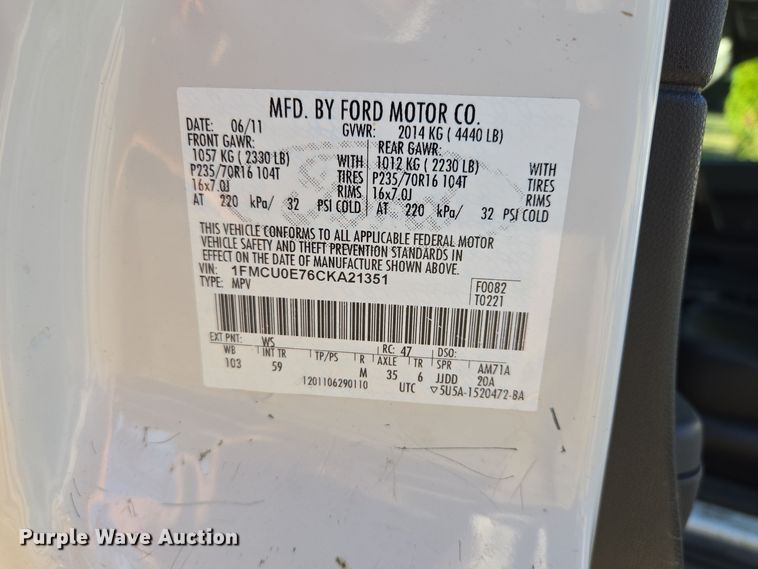 MFD. BY FORD MOTOR CO.
DATE: 06/11 GVWR: 2014 KG ( 4440 LB)
FRONT GAWR: REAR GAWR:
1057 KG ( 2330 LB) WITH 1012 KG ( 2230 LB) WITH
P235/70R16 104T TIRES P235/70R16 104T TIRES
16x7.0J RIMS 16x7.0J RIMS
AT 220 kPa/ 32 PSI COLD AT 220 kPa/ 32 PSI COLD
THIS VEHICLE CONFORMS TO ALL APPLICABLE FEDERAL MOTOR
VEHICLE SAFETY AND THEFT PREVENTION STANDARDS IN
EFFECT ON THE DATE OF MANUFACTURE SHOWN ABOVE.
VIN: 1FMCU0E76CKA21351 F0082
TYPE: MPV T0221
EXT PNT: WS RC: 47 DSO:
WB INT TR TP/PS R AXLE TR SPR AM71A
103 59 M 35 6 JJDD 20A
1201106290110 UTC ▽5U5A-1520472-BA
Purple Wave Auction